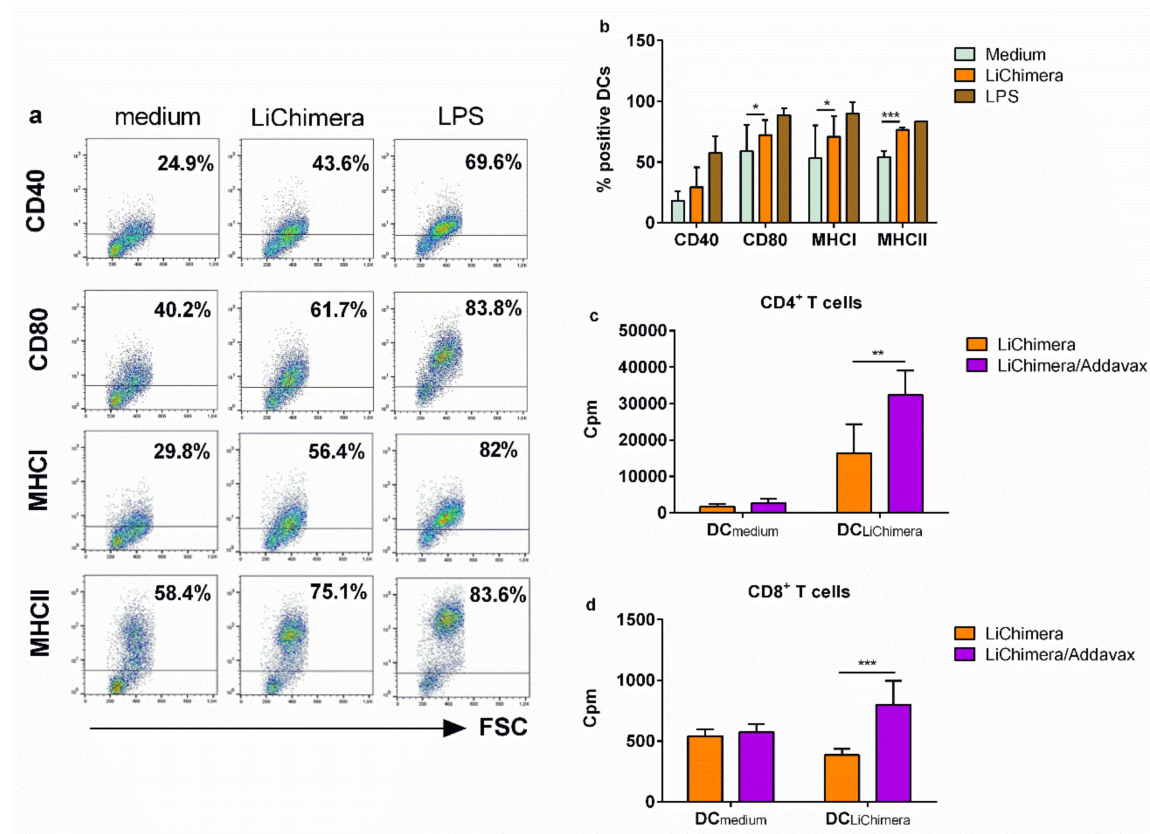 a
medium LiChimera LPS
CD40
24.9% 43.6% 69.6%
CD80
40.2% 61.7% 83.8%
MHCI
29.8% 56.4% 82%
MHCII
58.4% 75.1% 83.6%
FSC
b
150
100
50
0
% positive DCs
* * ***
CD40 CD80 MHCI MHCII
Medium
LiChimera
LPS
c
CD4+ T cells
50000
40000
30000
20000
10000
0
Cpm
**
DCmedium DCLiChimera
LiChimera
LiChimera/Addavax
d
CD8+ T cells
1500
1000
500
0
Cpm
***
DCmedium DCLiChimera
LiChimera
LiChimera/Addavax